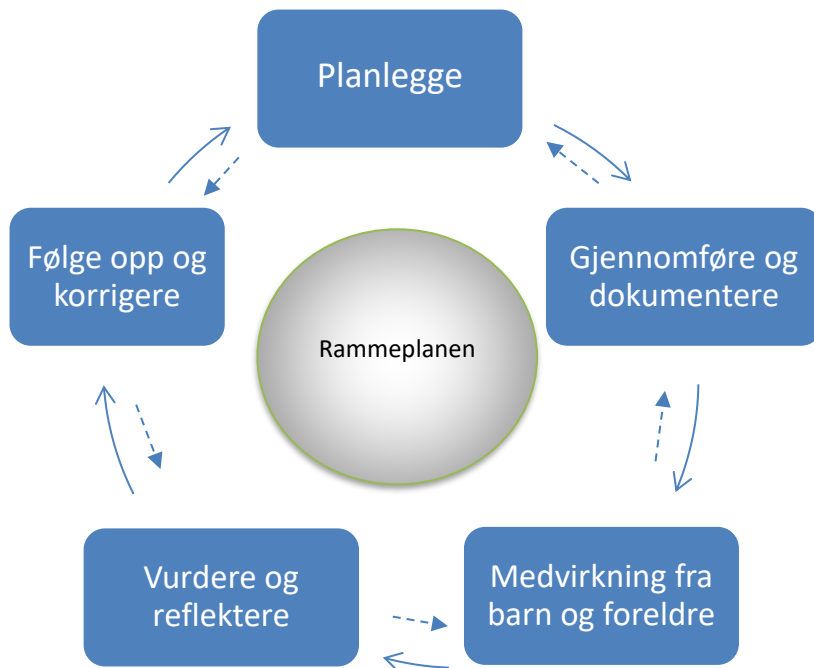 Planlegge
Følge opp og
korrigere
Gjennomføre og
dokumentere
Rammeplanen
Vurdere og
reflektere
Medvirkning fra
barn og foreldre